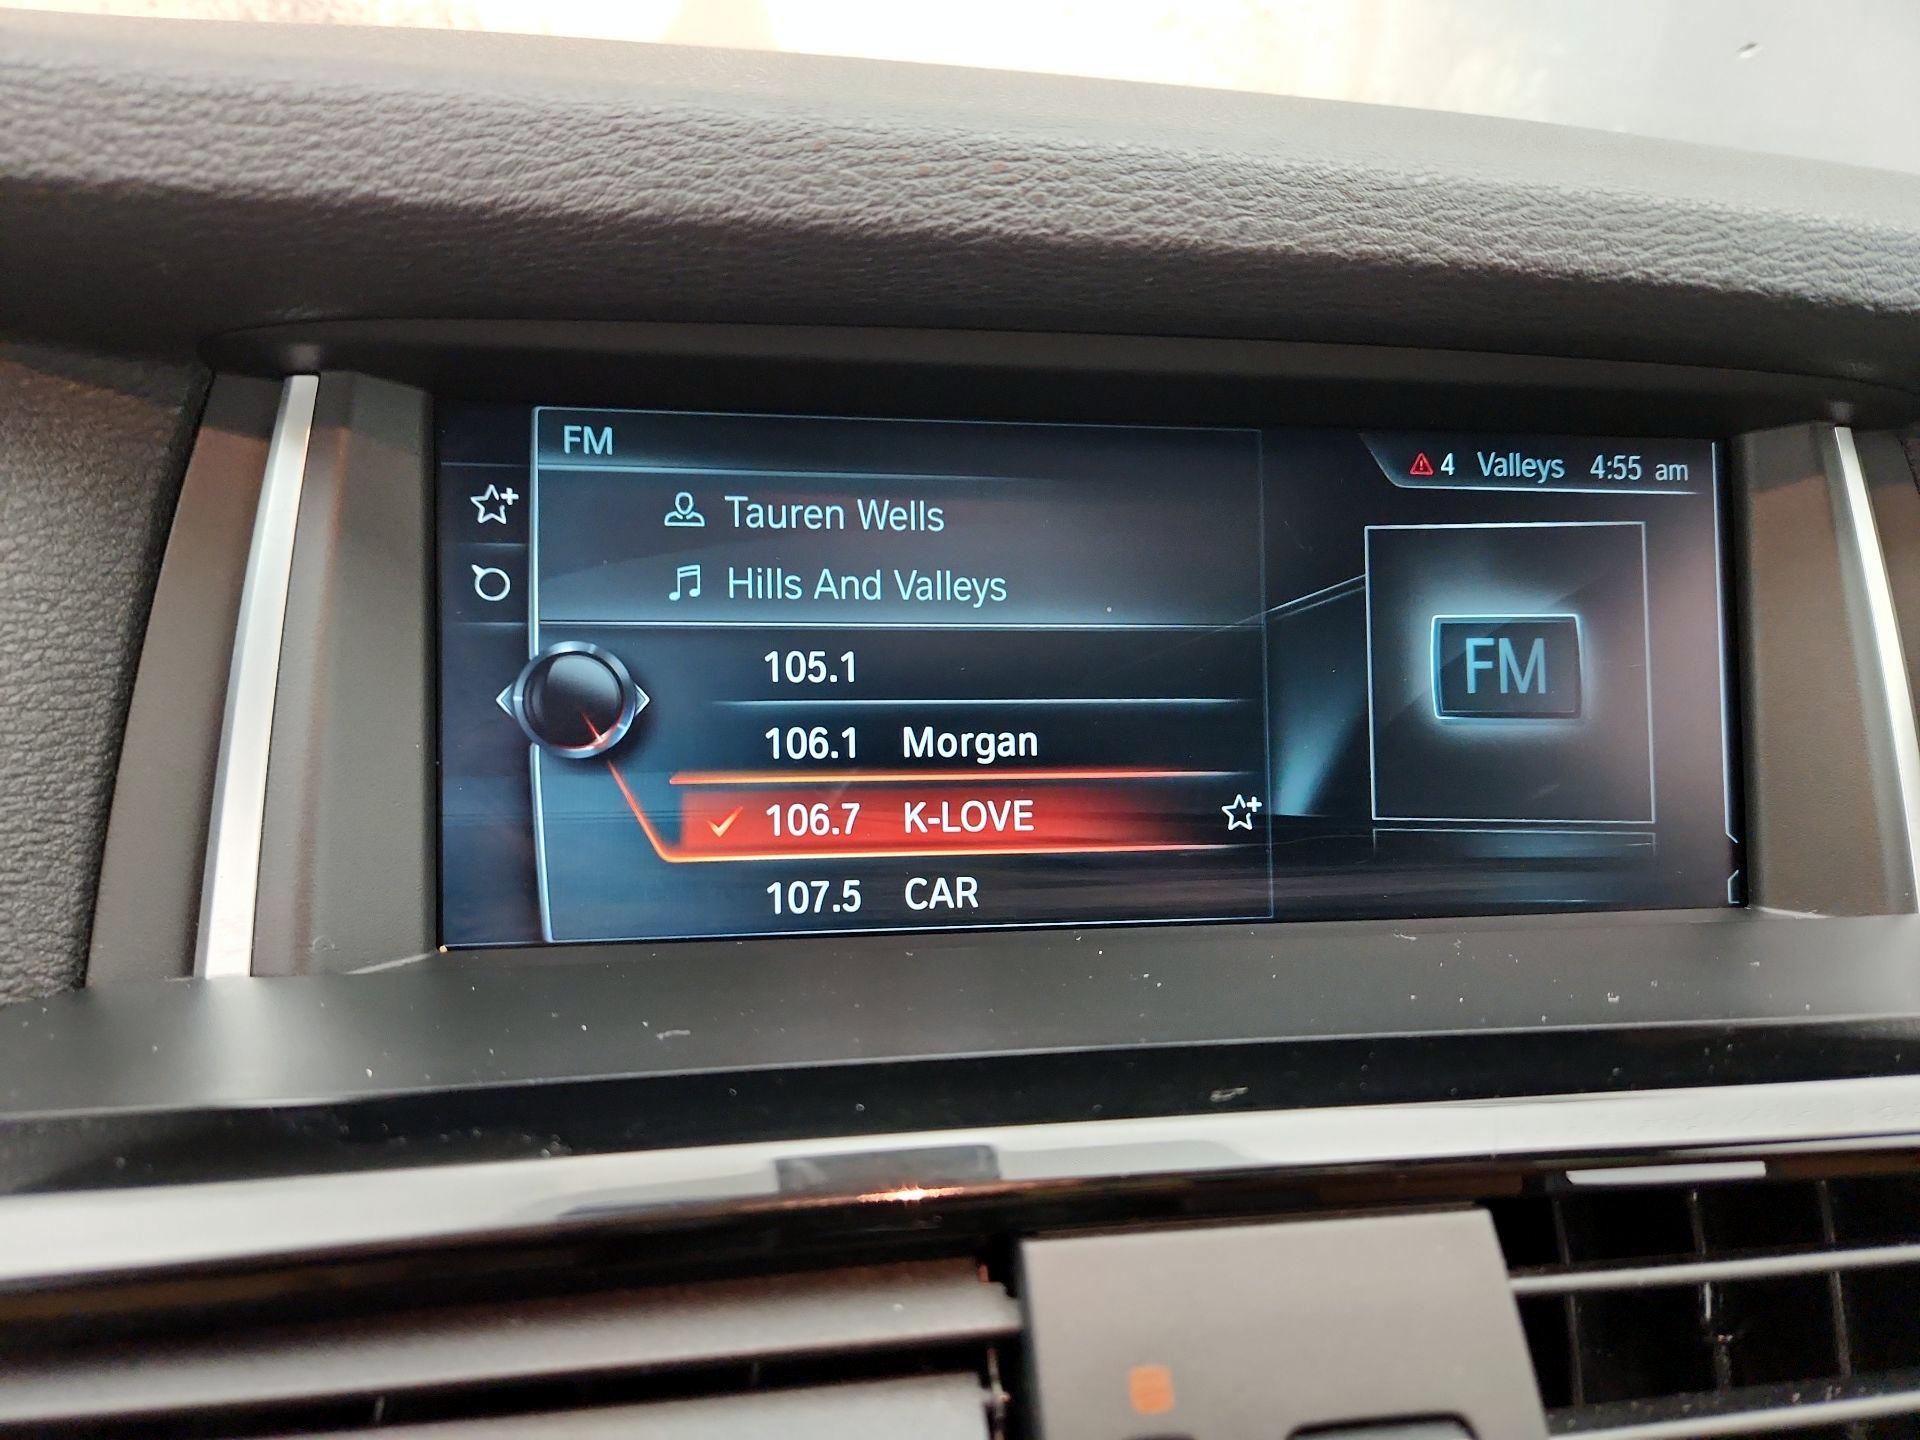 FM
4 Valleys 4:55 am
Tauren Wells
Hills And Valleys
105.1
106.1 Morgan
106.7 K-LOVE
107.5 CAR
FM